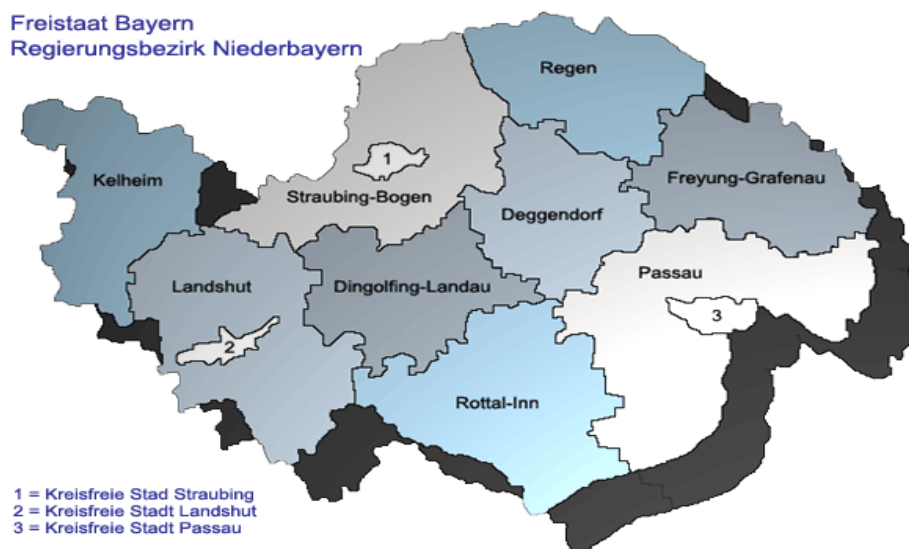 Freistaat Bayern
Regierungsbezirk Niederbayern
Regen
Kelheim
1
Straubing-Bogen
Freyung-Grafenau
Deggendorf
Landshut
Dingolfing-Landau
Passau
3
2
Rottal-Inn
1 = Kreisfreie Stad Straubing
2 = Kreisfreie Stadt Landshut
3 = Kreisfreie Stadt Passau